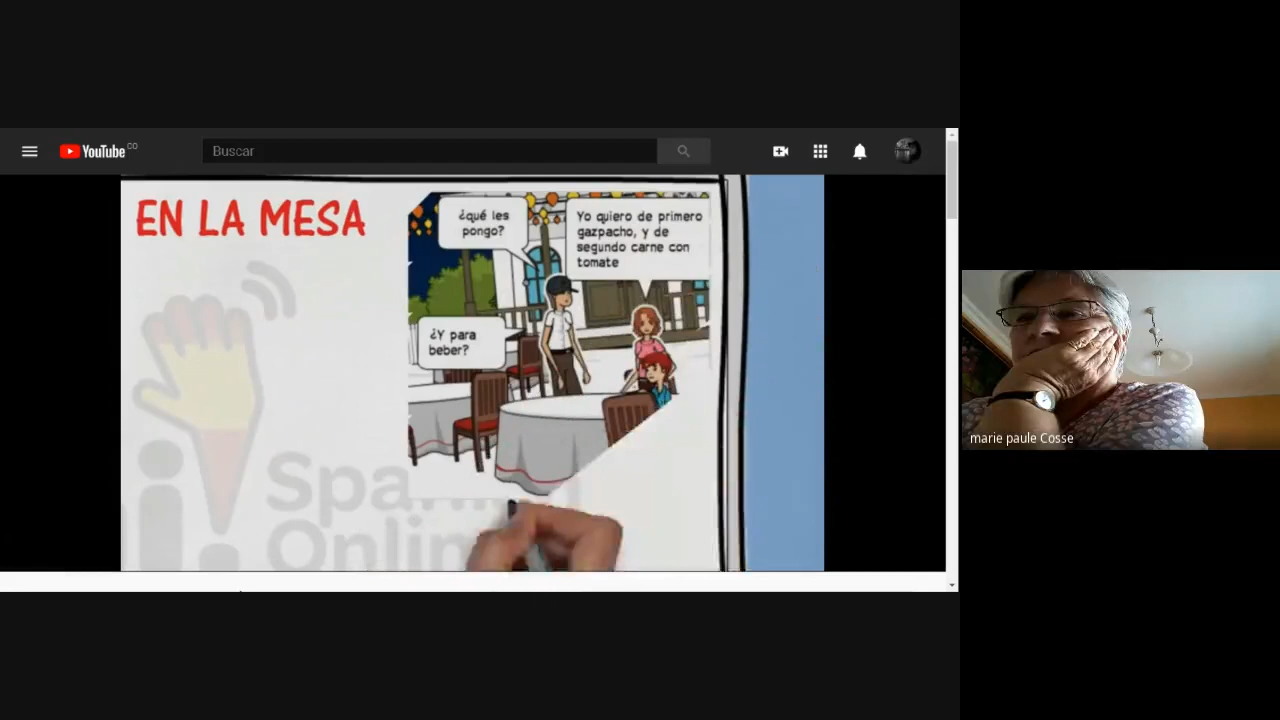 YouTube CO
Buscar
EN LA MESA
¿qué les
pongo?
Yo quiero de primero
gazpacho, y de
segundo carne con
tomate
¿Y para
beber?
marie paule Cosse